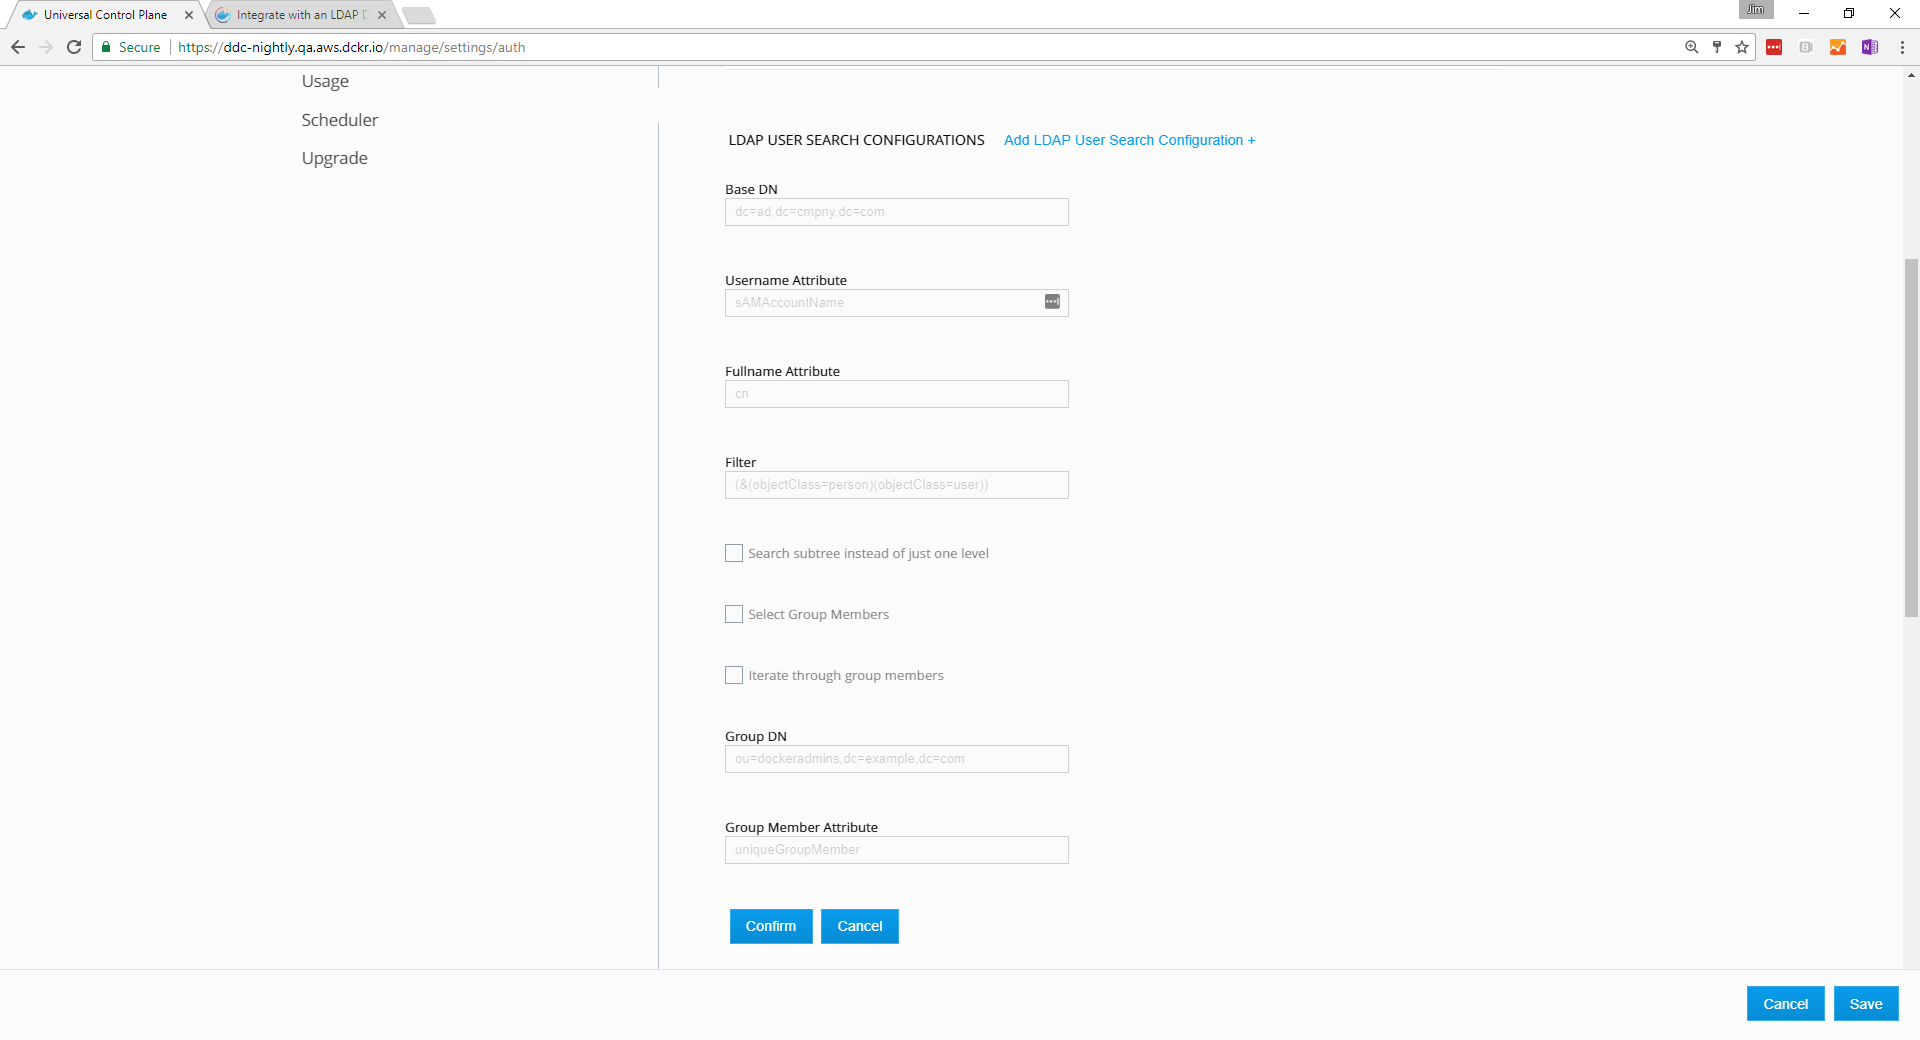 Universal Control Plane
Integrate with an LDAP D
Jim
Secure
https://ddc-nightly.qa.aws.dckr.io/manage/settings/auth
Usage
Scheduler
Upgrade
LDAP USER SEARCH CONFIGURATIONS Add LDAP User Search Configuration +
Base DN
dc=ad,dc=cmpny,dc=com
Username Attribute
sAMAccountName
Fullname Attribute
cn
Filter
(&(objectClass=person)(objectClass=user))
Search subtree instead of just one level
Select Group Members
Iterate through group members
Group DN
ou=dockeradmins,dc=example,dc=com
Group Member Attribute
uniqueGroupMember
Confirm Cancel
Cancel Save